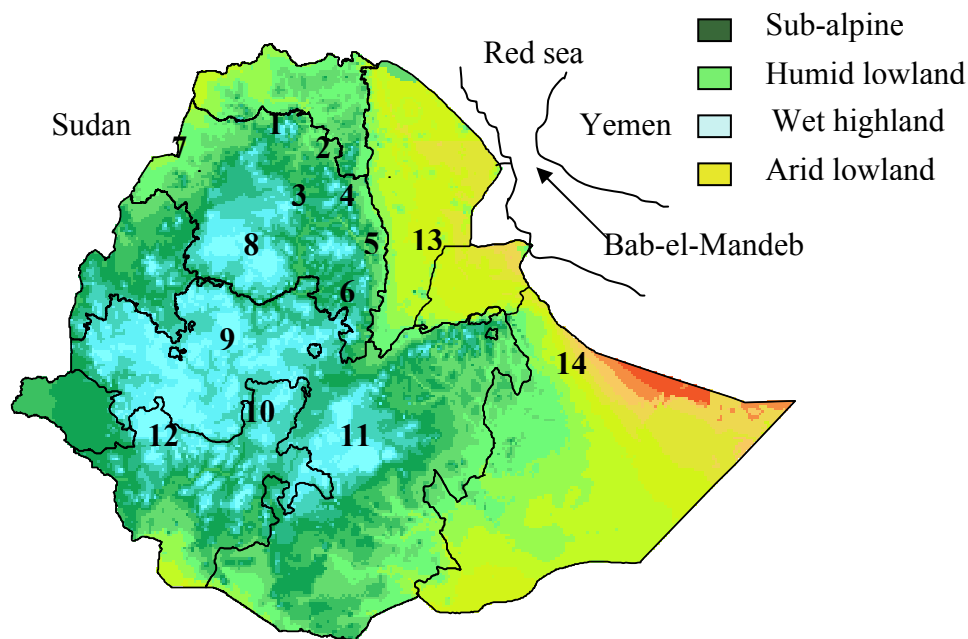 Sub-alpine
Red sea
Humid lowland
Sudan
1
Yemen
Wet highland
7
2
Arid lowland
3
4
8
5
13
Bab-el-Mandeb
6
9
14
10
12
11